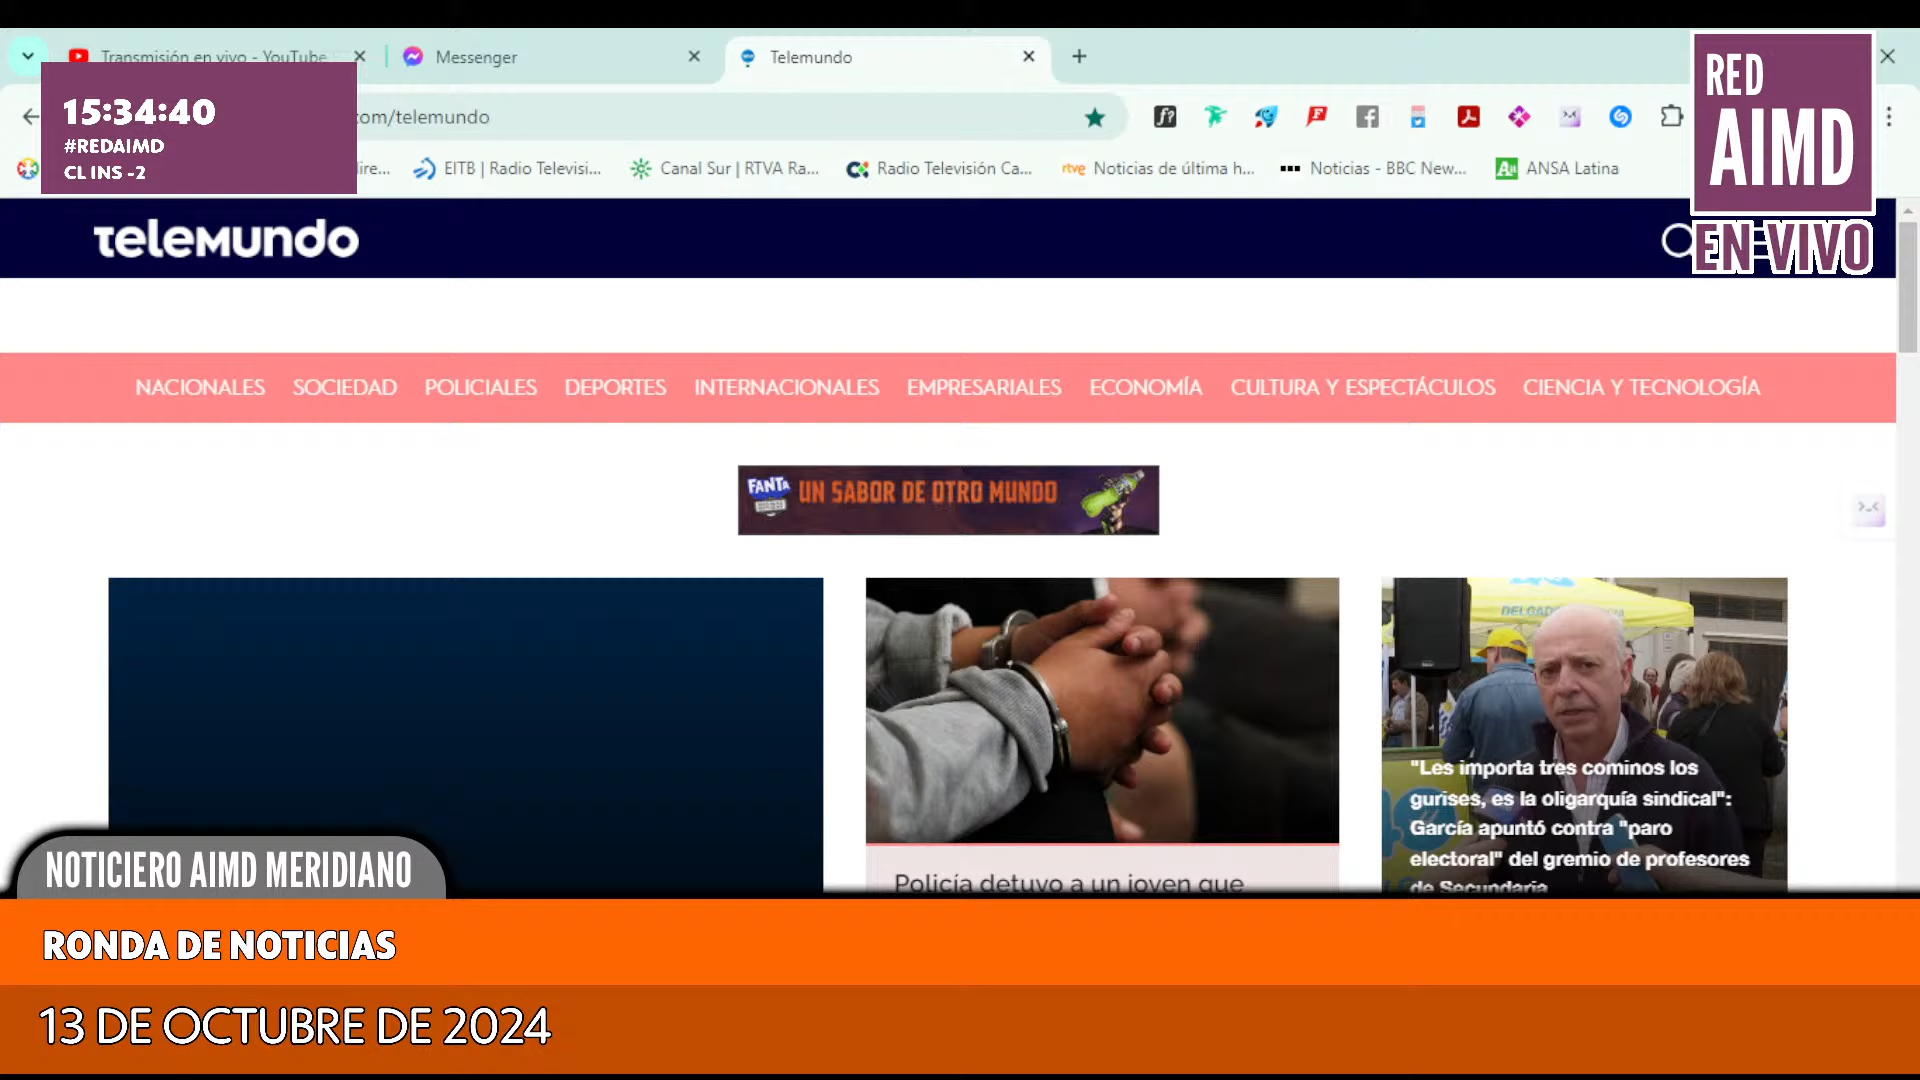 Transmisión en vivo - YouTube
Messenger
Telemundo
15:34:40
#REDAIMD
CL INS -2
com/telemundo
RED
AIMD
EN VIVO
ire...
EITB | Radio Televisi...
Canal Sur | RTVA Ra...
Radio Televisión Ca...
rtve Noticias de última h...
Noticias - BBC New...
ANSA Latina
telemundo
NACIONALES SOCIEDAD POLICIALES DEPORTES INTERNACIONALES EMPRESARIALES ECONOMÍA CULTURA Y ESPECTÁCULOS CIENCIA Y TECNOLOGÍA
FANTA UN SABOR DE OTRO MUNDO
"Les importa tres cominos los
gurises, es la oligarquía sindical":
García apuntó contra "paro
electoral" del gremio de profesores
de Secundaria
Policía detuvo a un joven que
NOTICIERO AIMD MERIDIANO
RONDA DE NOTICIAS
13 DE OCTUBRE DE 2024